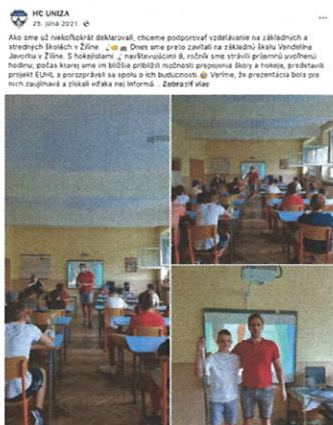 HC UNIZA
25. júna 2021
Ako sme už niekoľkokrát deklarovali, chceme podporovať vzdelávanie na základných a
stredných školách v Žiline. Dnes sme preto zavítali na základnú školu Vendelína
Javorku v Žiline. S hokejistami navštevujúcimi 8. ročník sme strávili príjemnú uvoľnenú
hodinu, počas ktorej sme im bližšie priblížili možnosti prepojenia školy a hokeja, predstavili
projekt EUHL a porozprávali sa spolu o ich budúcnosti. Veríme, že prezentácia bola pre
nich zaujímavá a získali vďaka nej informá... Zobraziť viac